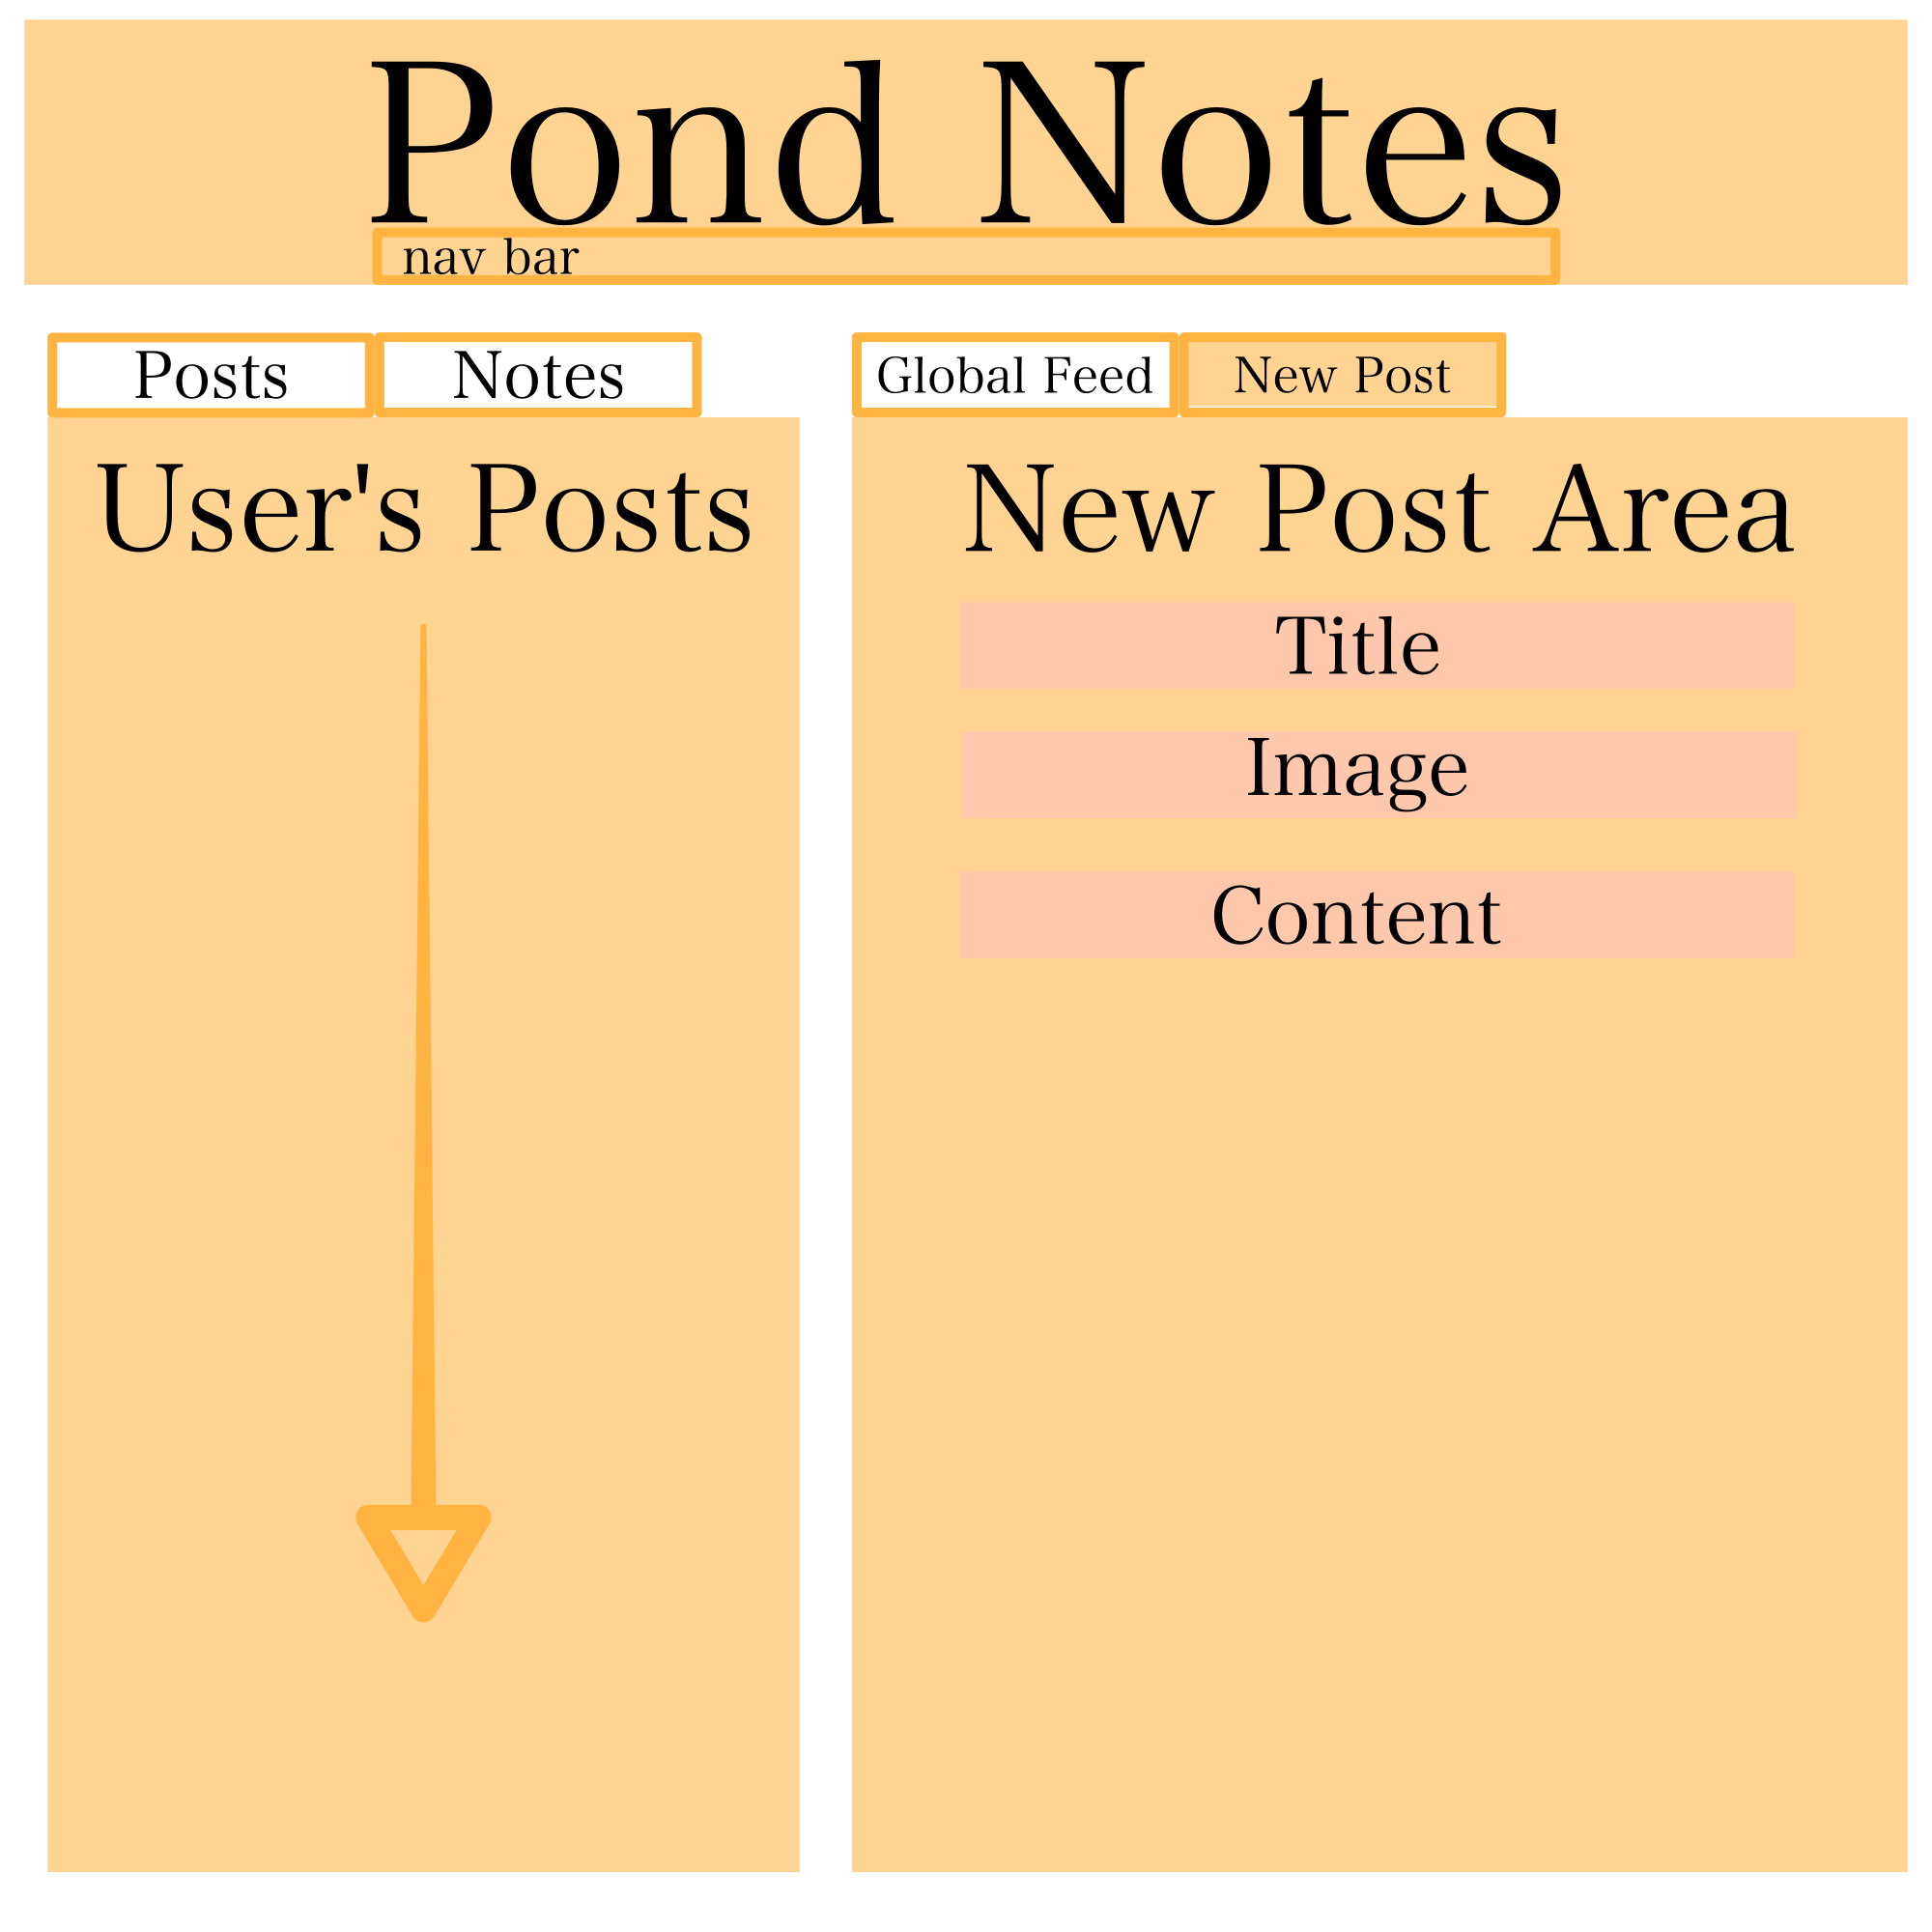 Pond Notes
nav bar
Posts
Notes
Global Feed
New Post
User's Posts
New Post Area
Title
Image
Content